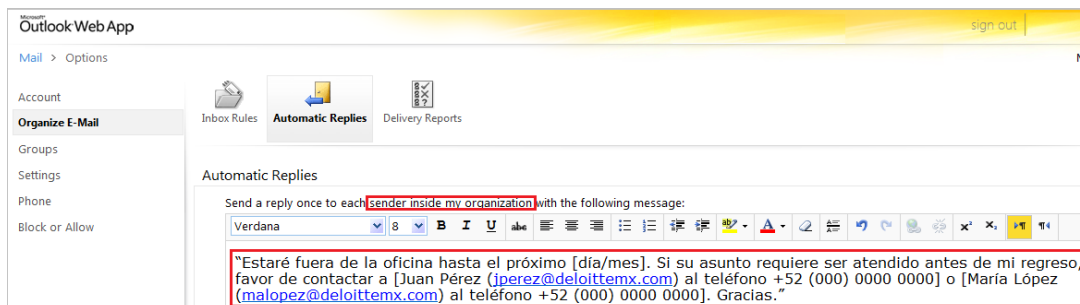 Microsoft
Outlook Web App
sign out
Mail > Options
Account
Organize E-Mail
Groups
Settings
Phone
Block or Allow
Inbox Rules Automatic Replies Delivery Reports
Automatic Replies
Send a reply once to each sender inside my organization with the following message:
Verdana 8 B I U abc A x² x₂
"Estaré fuera de la oficina hasta el próximo [día/mes]. Si su asunto requiere ser atendido antes de mi regreso,
favor de contactar a [Juan Pérez (jperez@deloittemx.com) al teléfono +52 (000) 0000 0000] o [María López
(malopez@deloittemx.com) al teléfono +52 (000) 0000 0000]. Gracias."